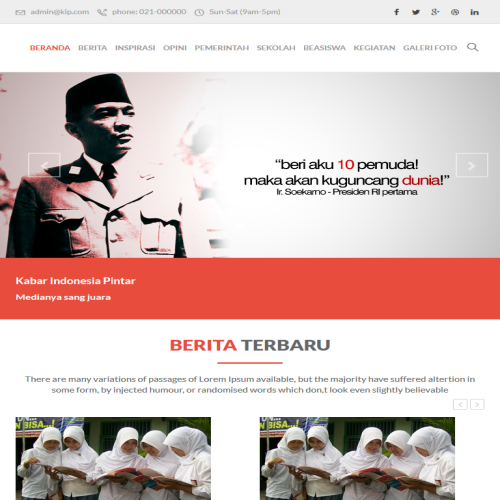 admin@kip.com phone: 021-000000 Sun-Sat (9am-5pm)
BERANDA BERITA INSPIRASI OPINI PEMERINTAH SEKOLAH BEASISWA KEGIATAN GALERI FOTO
“beri aku 10 pemuda!
maka akan kuguncang dunia!”
Ir. Soekarno - Presiden RI pertama
Kabar Indonesia Pintar
Medianya sang juara
BERITA TERBARU
There are many variations of passages of Lorem Ipsum available, but the majority have suffered altertion in
some form, by injected humour, or randomised words which don,t look even slightly believable
BISA...!
BISA...!